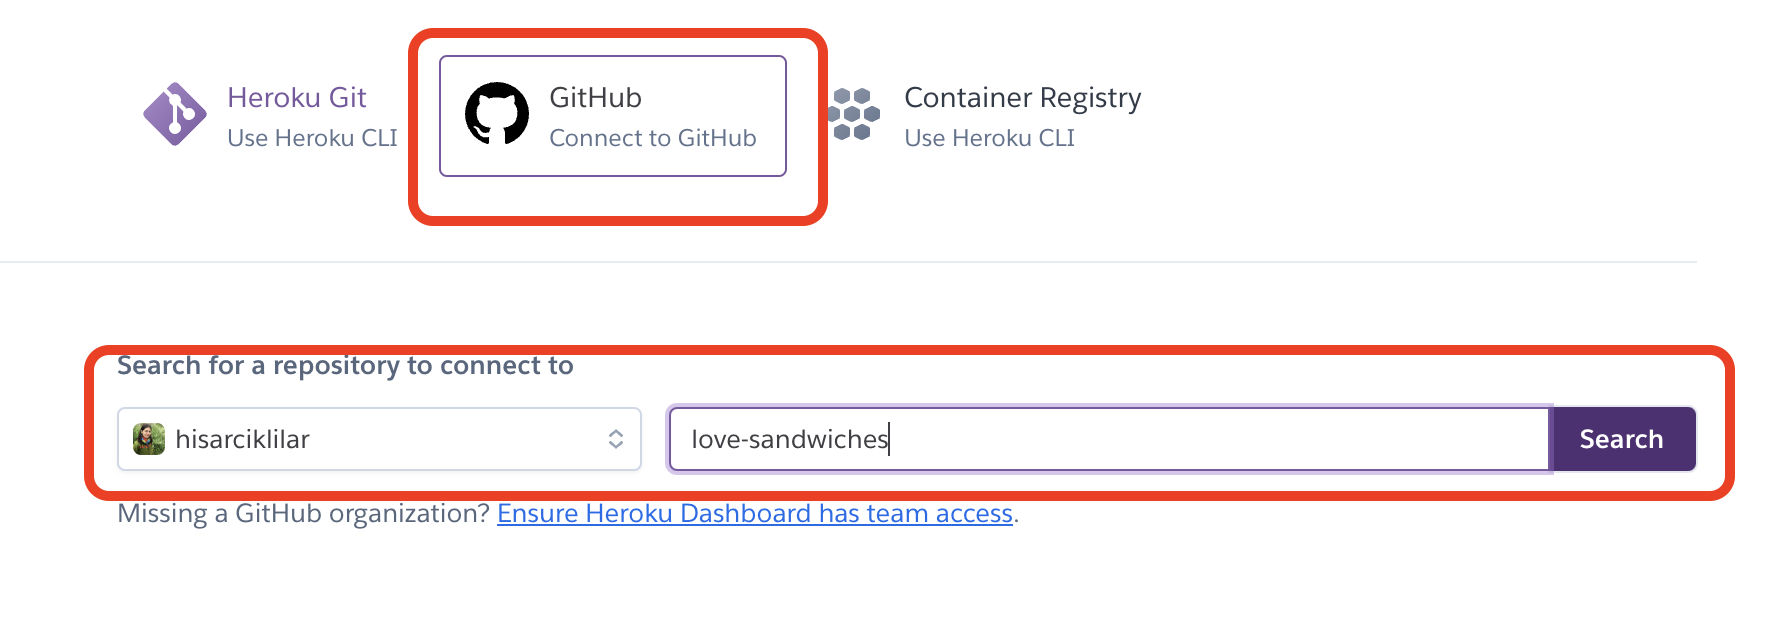 Heroku Git
Use Heroku CLI
GitHub
Connect to GitHub
Container Registry
Use Heroku CLI
Search for a repository to connect to
hisarciklilar
love-sandwiches
Search
Missing a GitHub organization? Ensure Heroku Dashboard has team access.